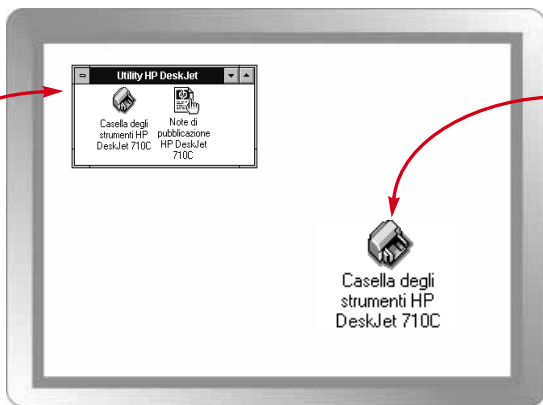 Utility HP DeskJet
Casella degli
strumenti HP
DeskJet 710C
Note di
pubblicazione
HP DeskJet
710C
Casella degli
strumenti HP
DeskJet 710C